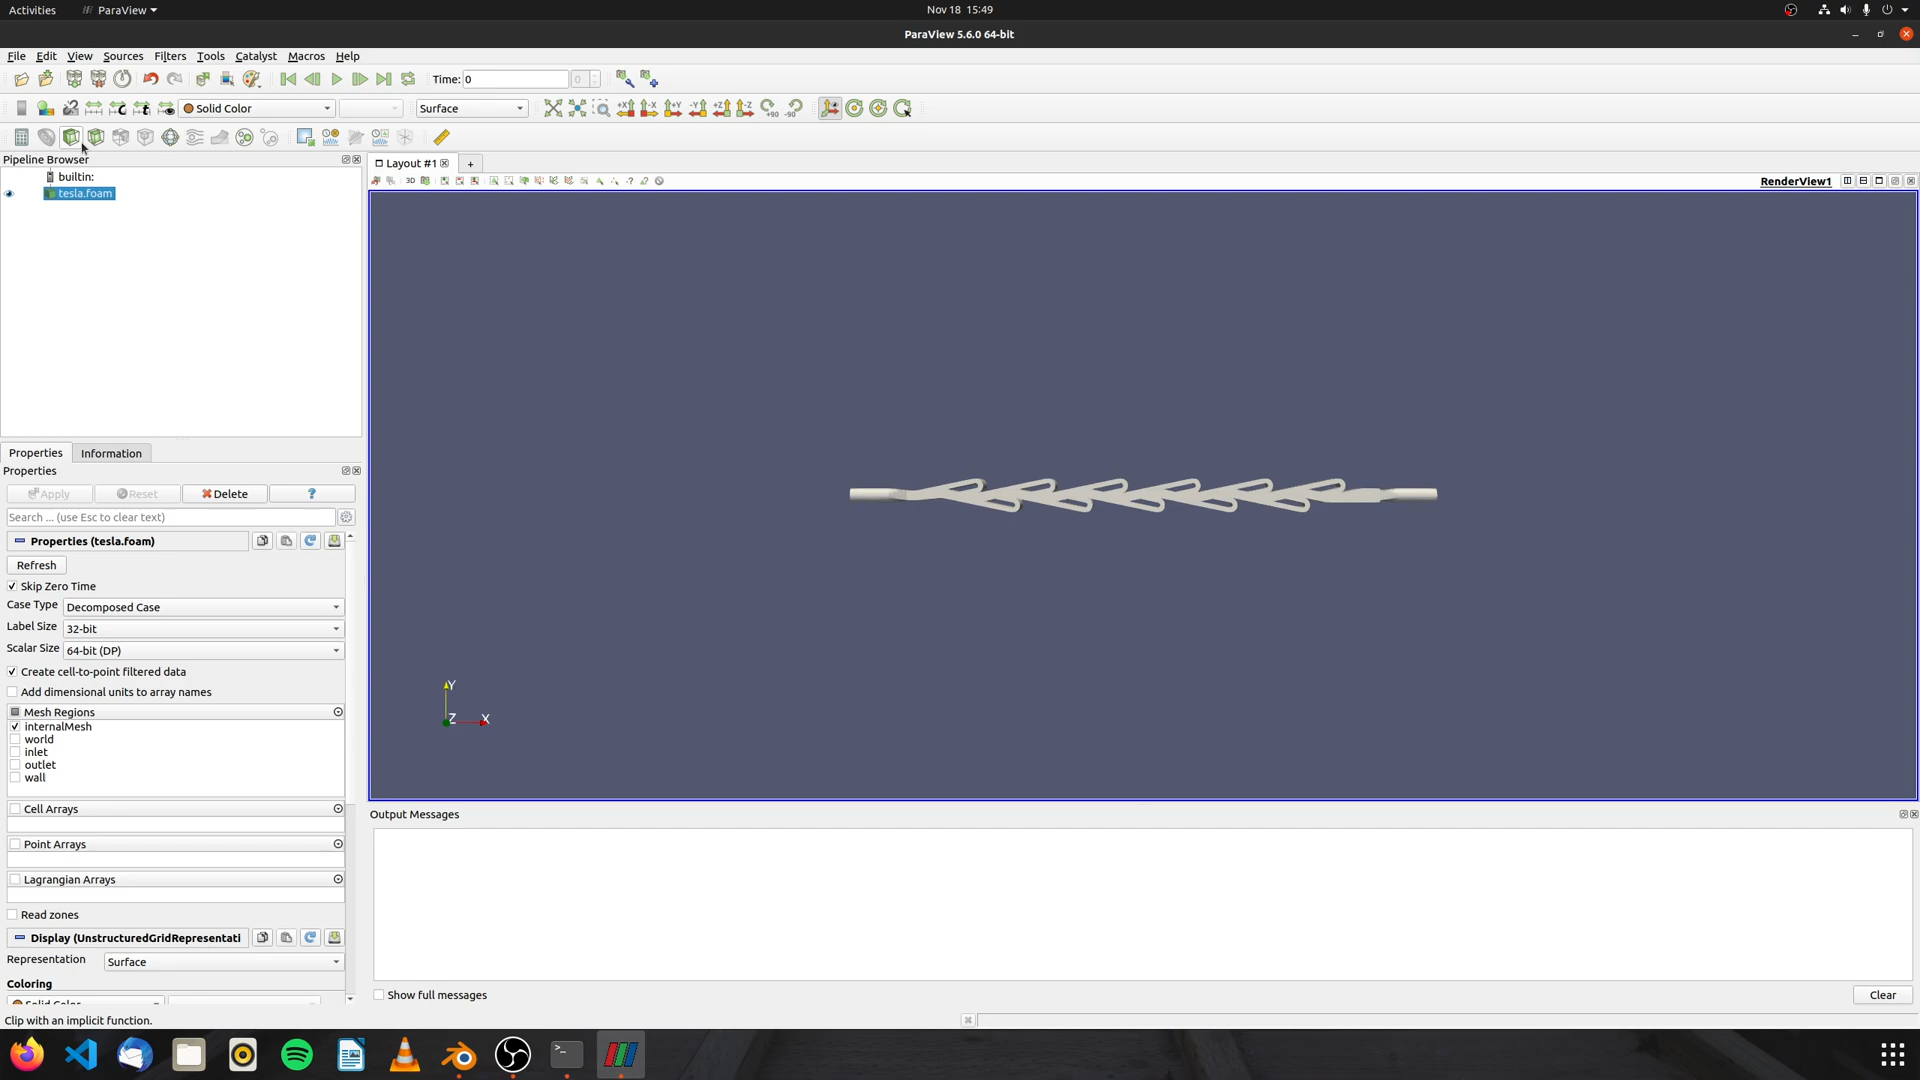 Activities
ParaView
Nov 18 15:49
ParaView 5.6.0 64-bit
File Edit View Sources Filters Tools Catalyst Macros Help
Time: 0 0
+X -X +Y -Y +Z -Z +90 -90
Solid Color
Surface
Pipeline Browser
builtin:
tesla.foam
Layout #1 +
3D
RenderView1
Properties Information
Properties
Apply Reset Delete ?
Search ... (use Esc to clear text)
Properties (tesla.foam)
Refresh
Skip Zero Time
Case Type Decomposed Case
Label Size 32-bit
Scalar Size 64-bit (DP)
Create cell-to-point filtered data
Add dimensional units to array names
Mesh Regions
internalMesh
world
inlet
outlet
wall
Cell Arrays
Point Arrays
Lagrangian Arrays
Read zones
Display (UnstructuredGridRepresentati
Representation Surface
Coloring
Solid Color
Y
Z X
Output Messages
Show full messages
Clear
Clip with an implicit function.